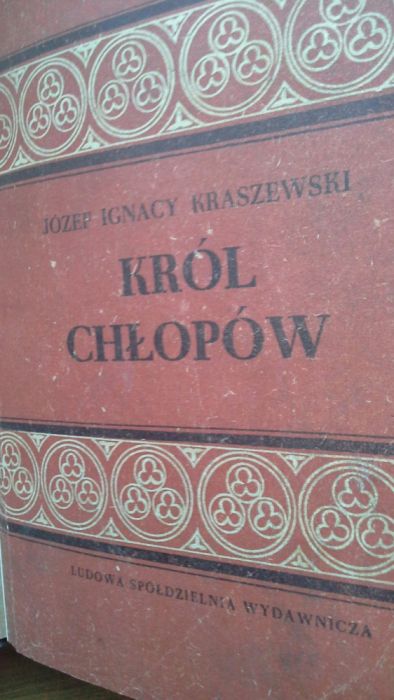 JÓZEF IGNACY KRASZEWSKI
KRÓL
CHŁOPÓW
LUDOWA SPÓŁDZIELNIA WYDAWNICZA